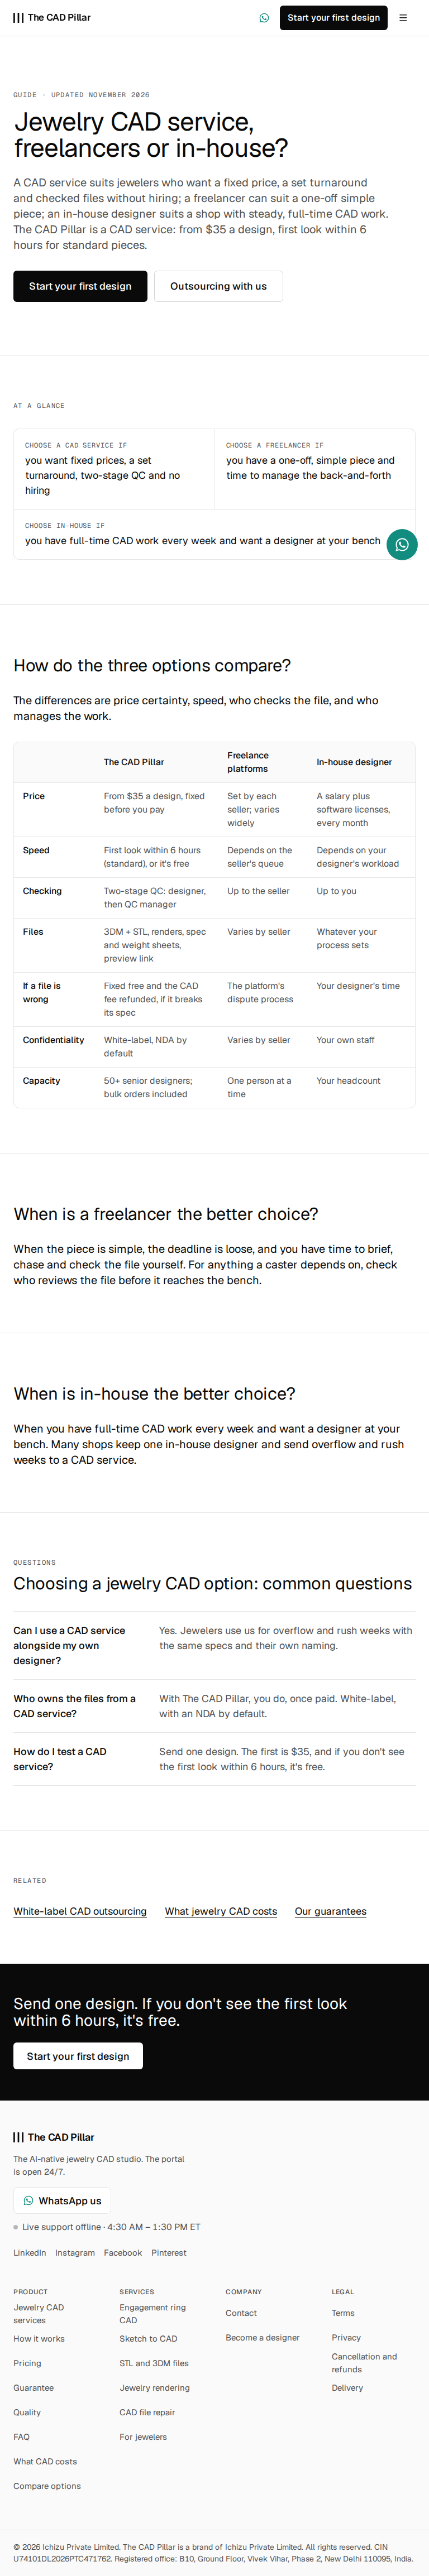 The CAD Pillar
Start your first design
GUIDE · UPDATED NOVEMBER 2026
Jewelry CAD service,
freelancers or in-house?
A CAD service suits jewelers who want a fixed price, a set turnaround
and checked files without hiring; a freelancer can suit a one-off simple
piece; an in-house designer suits a shop with steady, full-time CAD work.
The CAD Pillar is a CAD service: from $35 a design, first look within 6
hours for standard pieces.
Start your first design
Outsourcing with us
AT A GLANCE
CHOOSE A CAD SERVICE IF
you want fixed prices, a set
turnaround, two-stage QC and no
hiring
CHOOSE A FREELANCER IF
you have a one-off, simple piece and
time to manage the back-and-forth
CHOOSE IN-HOUSE IF
you have full-time CAD work every week and want a designer at your bench
How do the three options compare?
The differences are price certainty, speed, who checks the file, and who
manages the work.
The CAD Pillar
Freelance
platforms
In-house designer
Price
From $35 a design, fixed
before you pay
Set by each
seller; varies
widely
A salary plus
software licenses,
every month
Speed
First look within 6 hours
(standard), or it's free
Depends on the
seller's queue
Depends on your
designer's workload
Checking
Two-stage QC: designer,
then QC manager
Up to the seller
Up to you
Files
3DM + STL, renders, spec
and weight sheets,
preview link
Varies by seller
Whatever your
process sets
If a file is
wrong
Fixed free and the CAD
fee refunded, if it breaks
its spec
The platform's
dispute process
Your designer's time
Confidentiality
White-label, NDA by
default
Varies by seller
Your own staff
Capacity
50+ senior designers;
bulk orders included
One person at a
time
Your headcount
When is a freelancer the better choice?
When the piece is simple, the deadline is loose, and you have time to brief,
chase and check the file yourself. For anything a caster depends on, check
who reviews the file before it reaches the bench.
When is in-house the better choice?
When you have full-time CAD work every week and want a designer at your
bench. Many shops keep one in-house designer and send overflow and rush
weeks to a CAD service.
QUESTIONS
Choosing a jewelry CAD option: common questions
Can I use a CAD service
alongside my own
designer?
Yes. Jewelers use us for overflow and rush weeks with
the same specs and their own naming.
Who owns the files from a
CAD service?
With The CAD Pillar, you do, once paid. White-label,
with an NDA by default.
How do I test a CAD
service?
Send one design. The first is $35, and if you don't see
the first look within 6 hours, it's free.
RELATED
White-label CAD outsourcing
What jewelry CAD costs
Our guarantees
Send one design. If you don't see the first look
within 6 hours, it's free.
Start your first design
The CAD Pillar
The AI-native jewelry CAD studio. The portal
is open 24/7.
WhatsApp us
Live support offline · 4:30 AM – 1:30 PM ET
LinkedIn
Instagram
Facebook
Pinterest
PRODUCT
Jewelry CAD
services
How it works
Pricing
Guarantee
Quality
FAQ
What CAD costs
Compare options
SERVICES
Engagement ring
CAD
Sketch to CAD
STL and 3DM files
Jewelry rendering
CAD file repair
For jewelers
COMPANY
Contact
Become a designer
LEGAL
Terms
Privacy
Cancellation and
refunds
Delivery
© 2026 Ichizu Private Limited. The CAD Pillar is a brand of Ichizu Private Limited. All rights reserved. CIN
U74101DL2026PTC471762. Registered office: B10, Ground Floor, Vivek Vihar, Phase 2, New Delhi 110095, India.